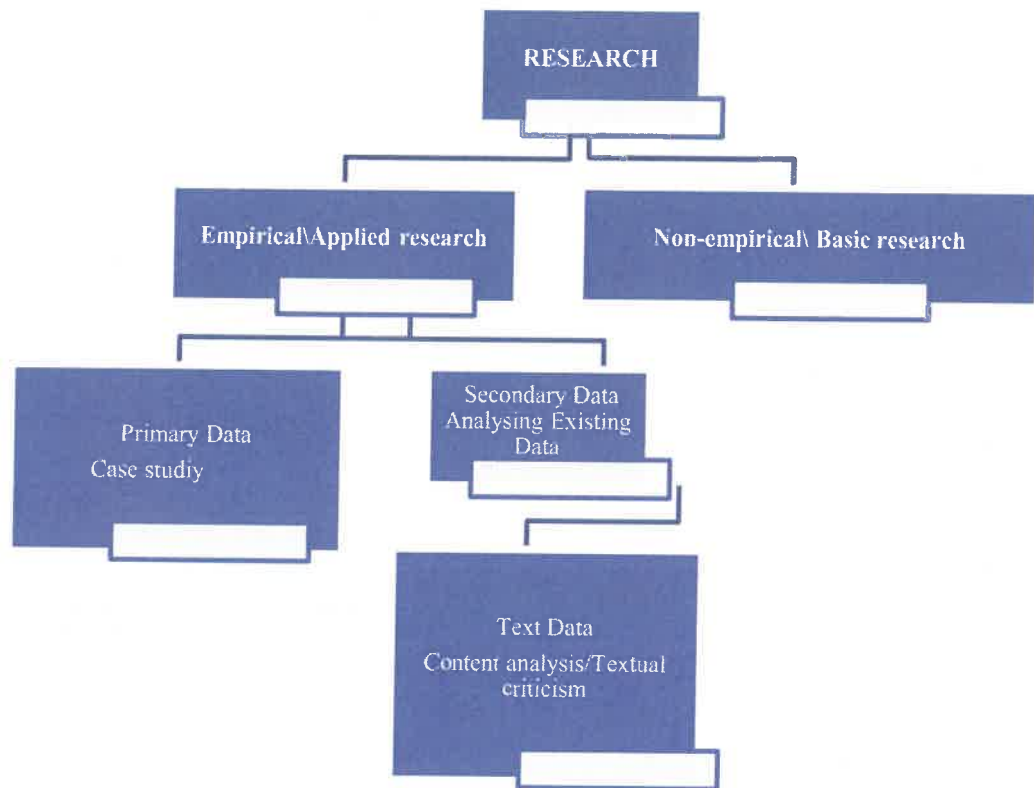 RESEARCH
Empirical\Applied research
Non-empirical\ Basic research
Primary Data
Case studiy
Secondary Data
Analysing Existing
Data
Text Data
Content analysis/Textual
criticism